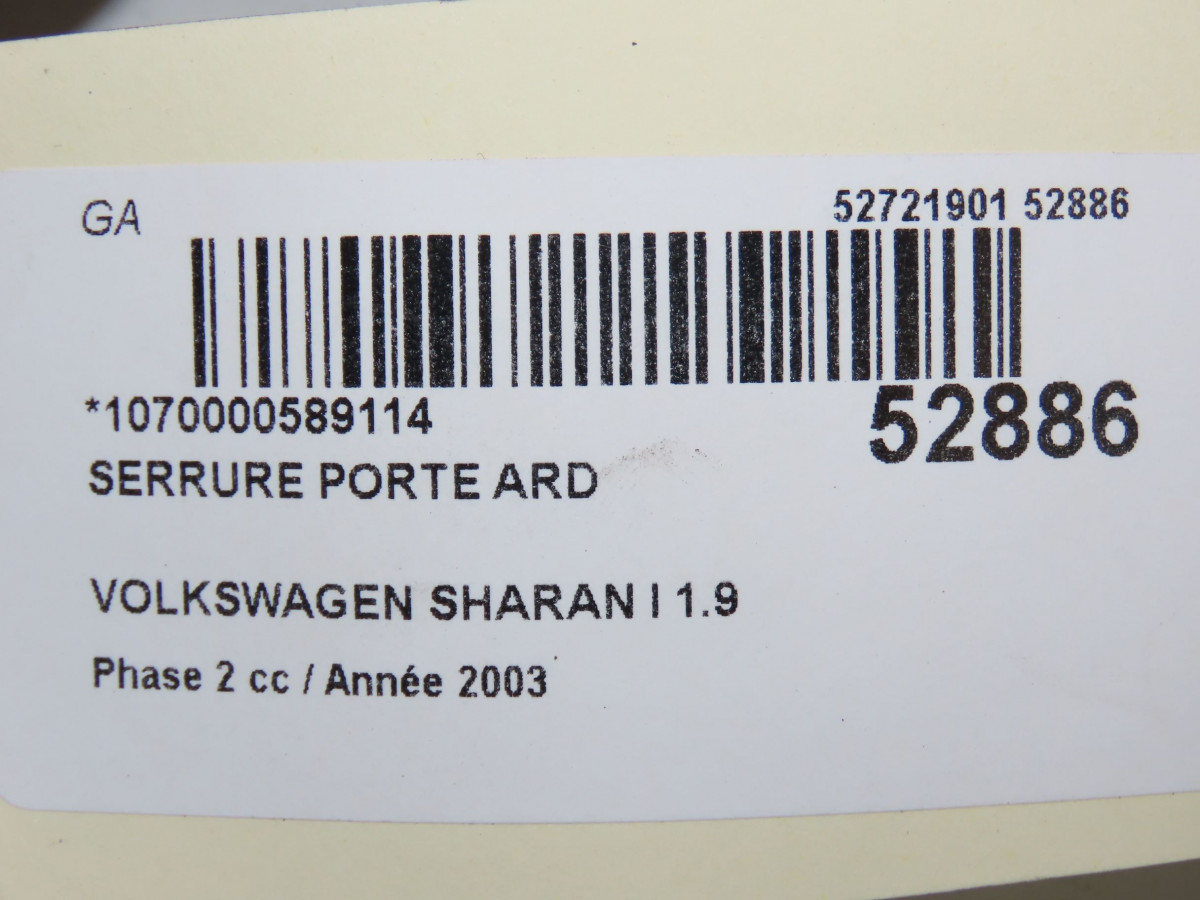 GA
52721901 52886
*1070000589114
52886
SERRURE PORTE ARD
VOLKSWAGEN SHARAN I 1.9
Phase 2 cc / Année 2003